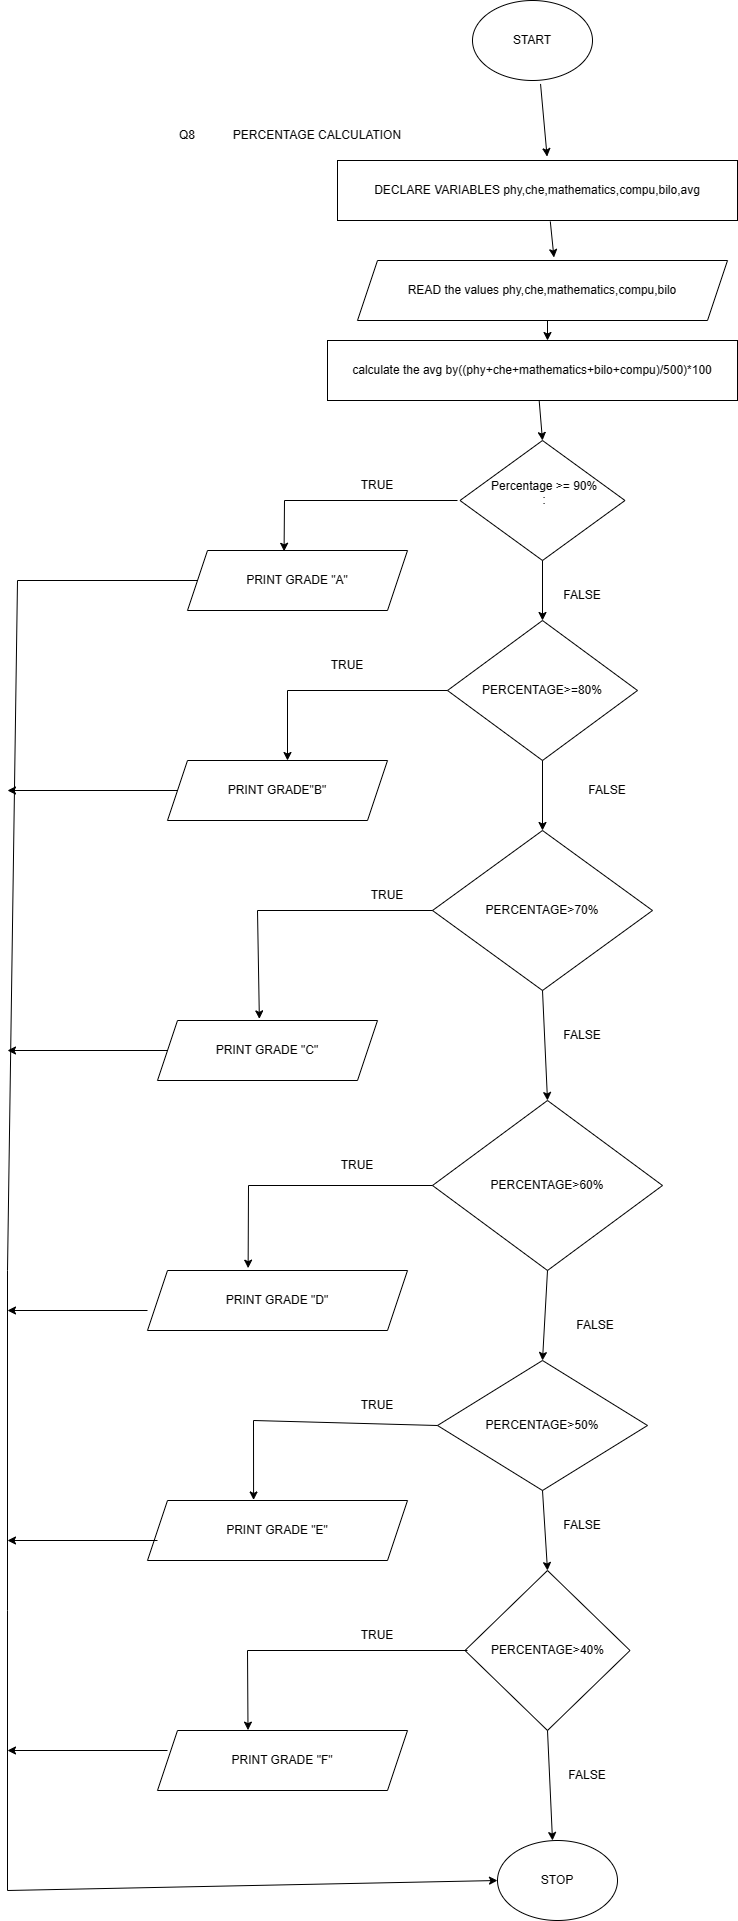 START
Q8 PERCENTAGE CALCULATION
DECLARE VARIABLES phy,che,mathematics,compu,bilo,avg
READ the values phy,che,mathematics,compu,bilo
calculate the avg by((phy+che+mathematics+bilo+compu)/500)*100
Percentage >= 90%
:
TRUE
PRINT GRADE "A"
FALSE
TRUE
PERCENTAGE>=80%
PRINT GRADE"B"
FALSE
TRUE
PERCENTAGE>70%
FALSE
PRINT GRADE "C"
TRUE
PERCENTAGE>60%
PRINT GRADE "D"
FALSE
TRUE
PERCENTAGE>50%
FALSE
PRINT GRADE "E"
TRUE
PERCENTAGE>40%
PRINT GRADE "F"
FALSE
STOP